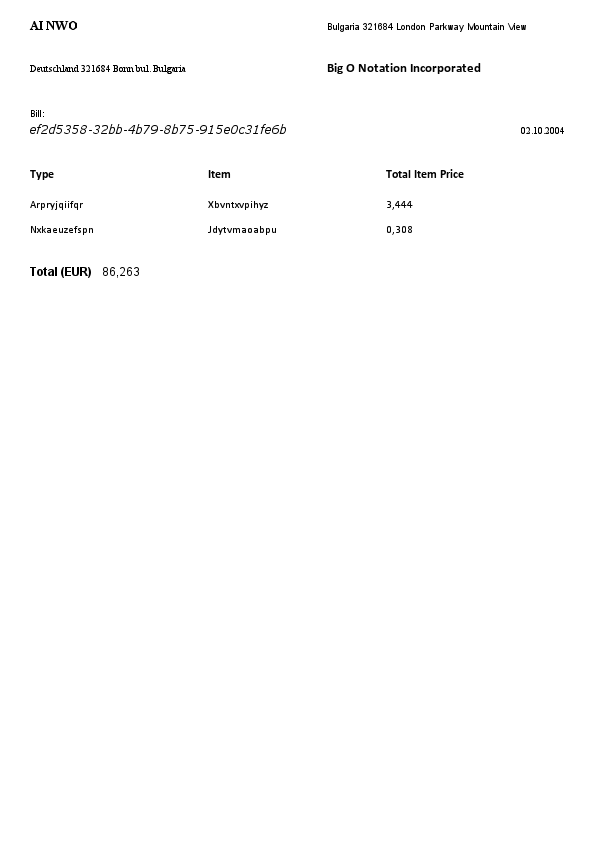 AI NWO
Bulgaria 321684 London Parkway Mountain View
Deutschland 321684 Bonn bul. Bulgaria
Big O Notation Incorporated
Bill:
ef2d5358-32bb-4b79-8b75-915e0c31fe6b
02.10.2004
Type Item Total Item Price
Arpryjqiifqr Xbvntxvpihyz 3,444
Nxkaeuzefspn Jdytvmaoabpu 0,308
Total (EUR) 86,263